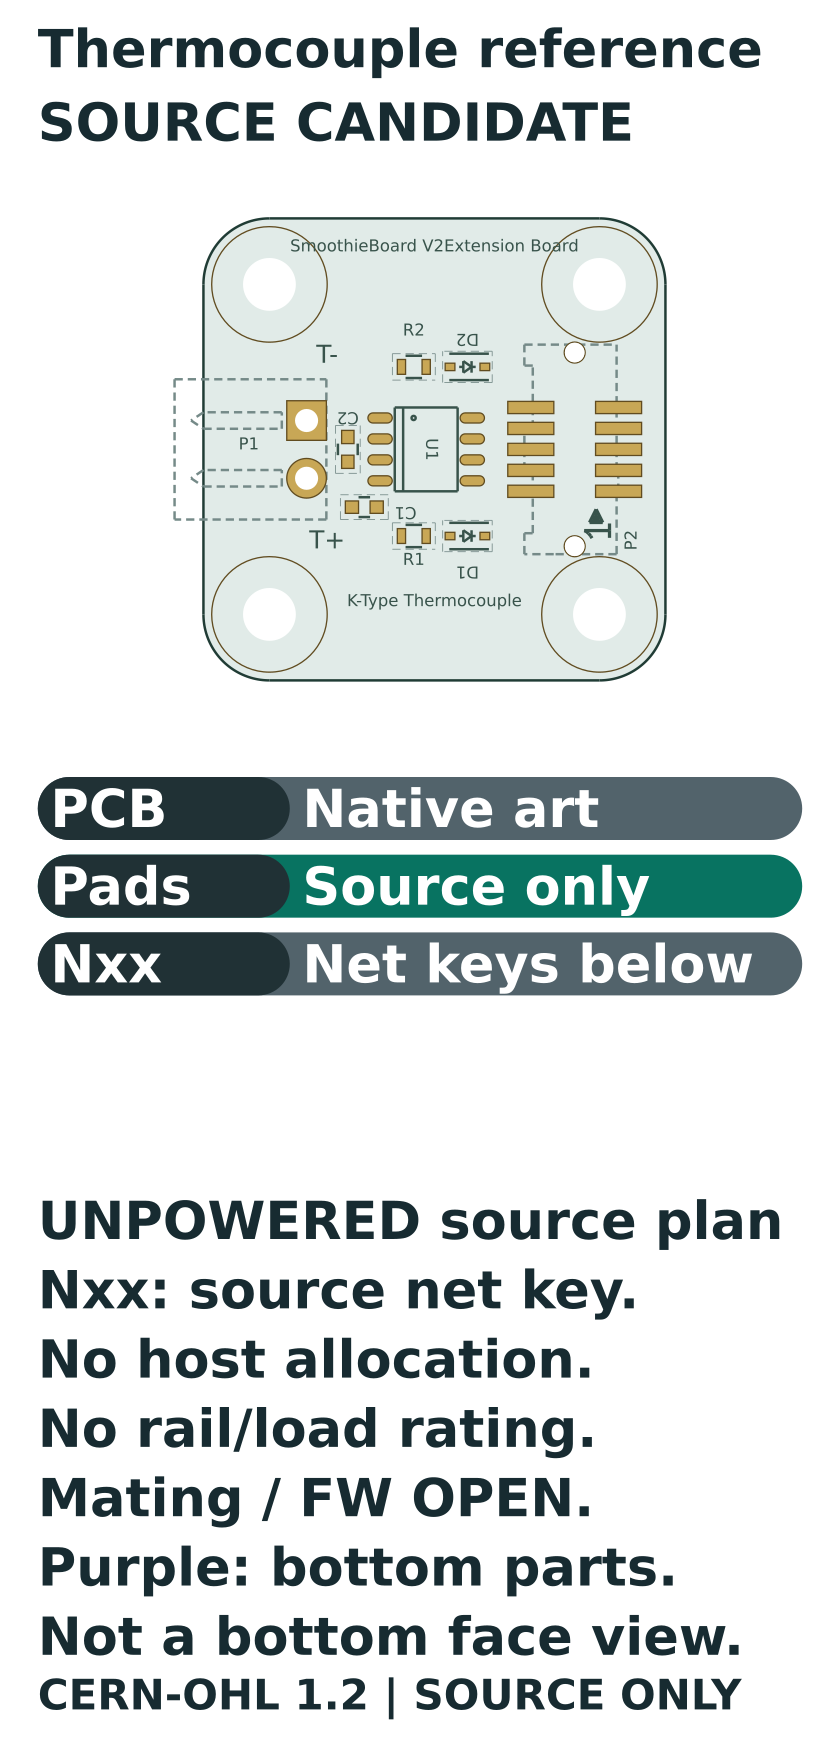 Thermocouple reference
SOURCE CANDIDATE
SmoothieBoard V2Extension Board
R2
D2
T-
C2
P1
U1
C1
T+
1
P2
R1
D1
K-Type Thermocouple
PCB Native art
Pads Source only
Nxx Net keys below
UNPOWERED source plan
Nxx: source net key.
No host allocation.
No rail/load rating.
Mating / FW OPEN.
Purple: bottom parts.
Not a bottom face view.
CERN-OHL 1.2 | SOURCE ONLY